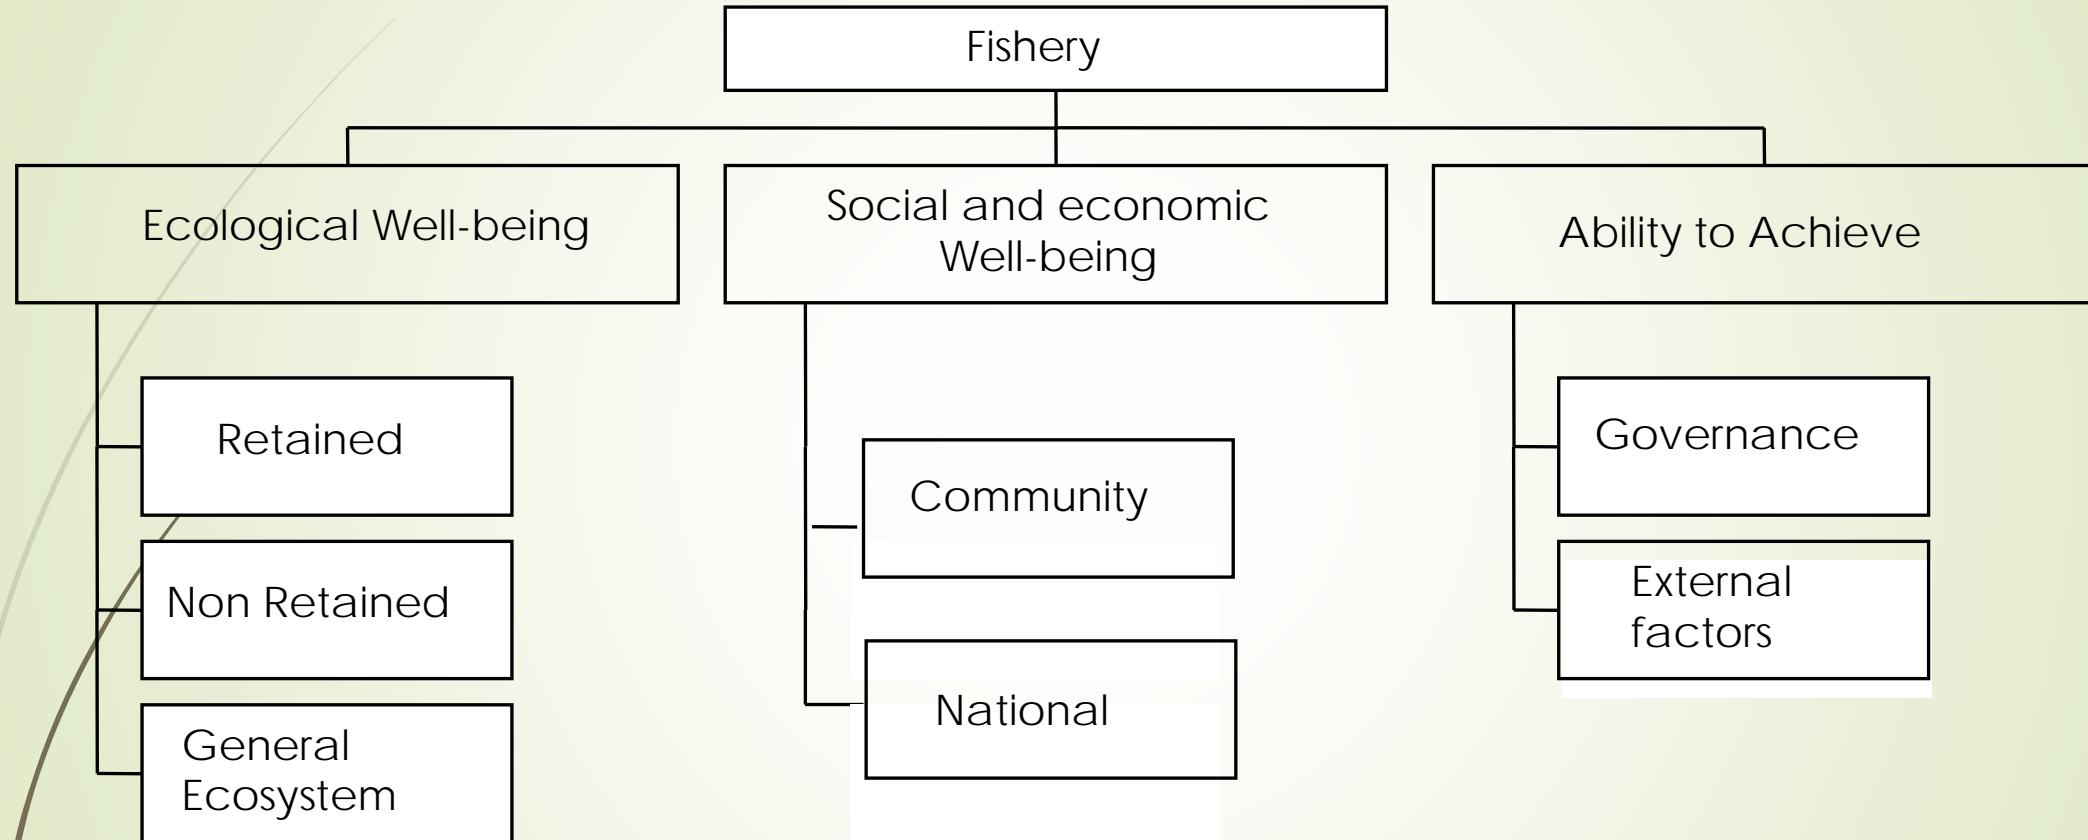 Fishery
Ecological Well-being
Social and economic
Well-being
Ability to Achieve
Retained
Non Retained
General
Ecosystem
Community
National
Governance
External
factors